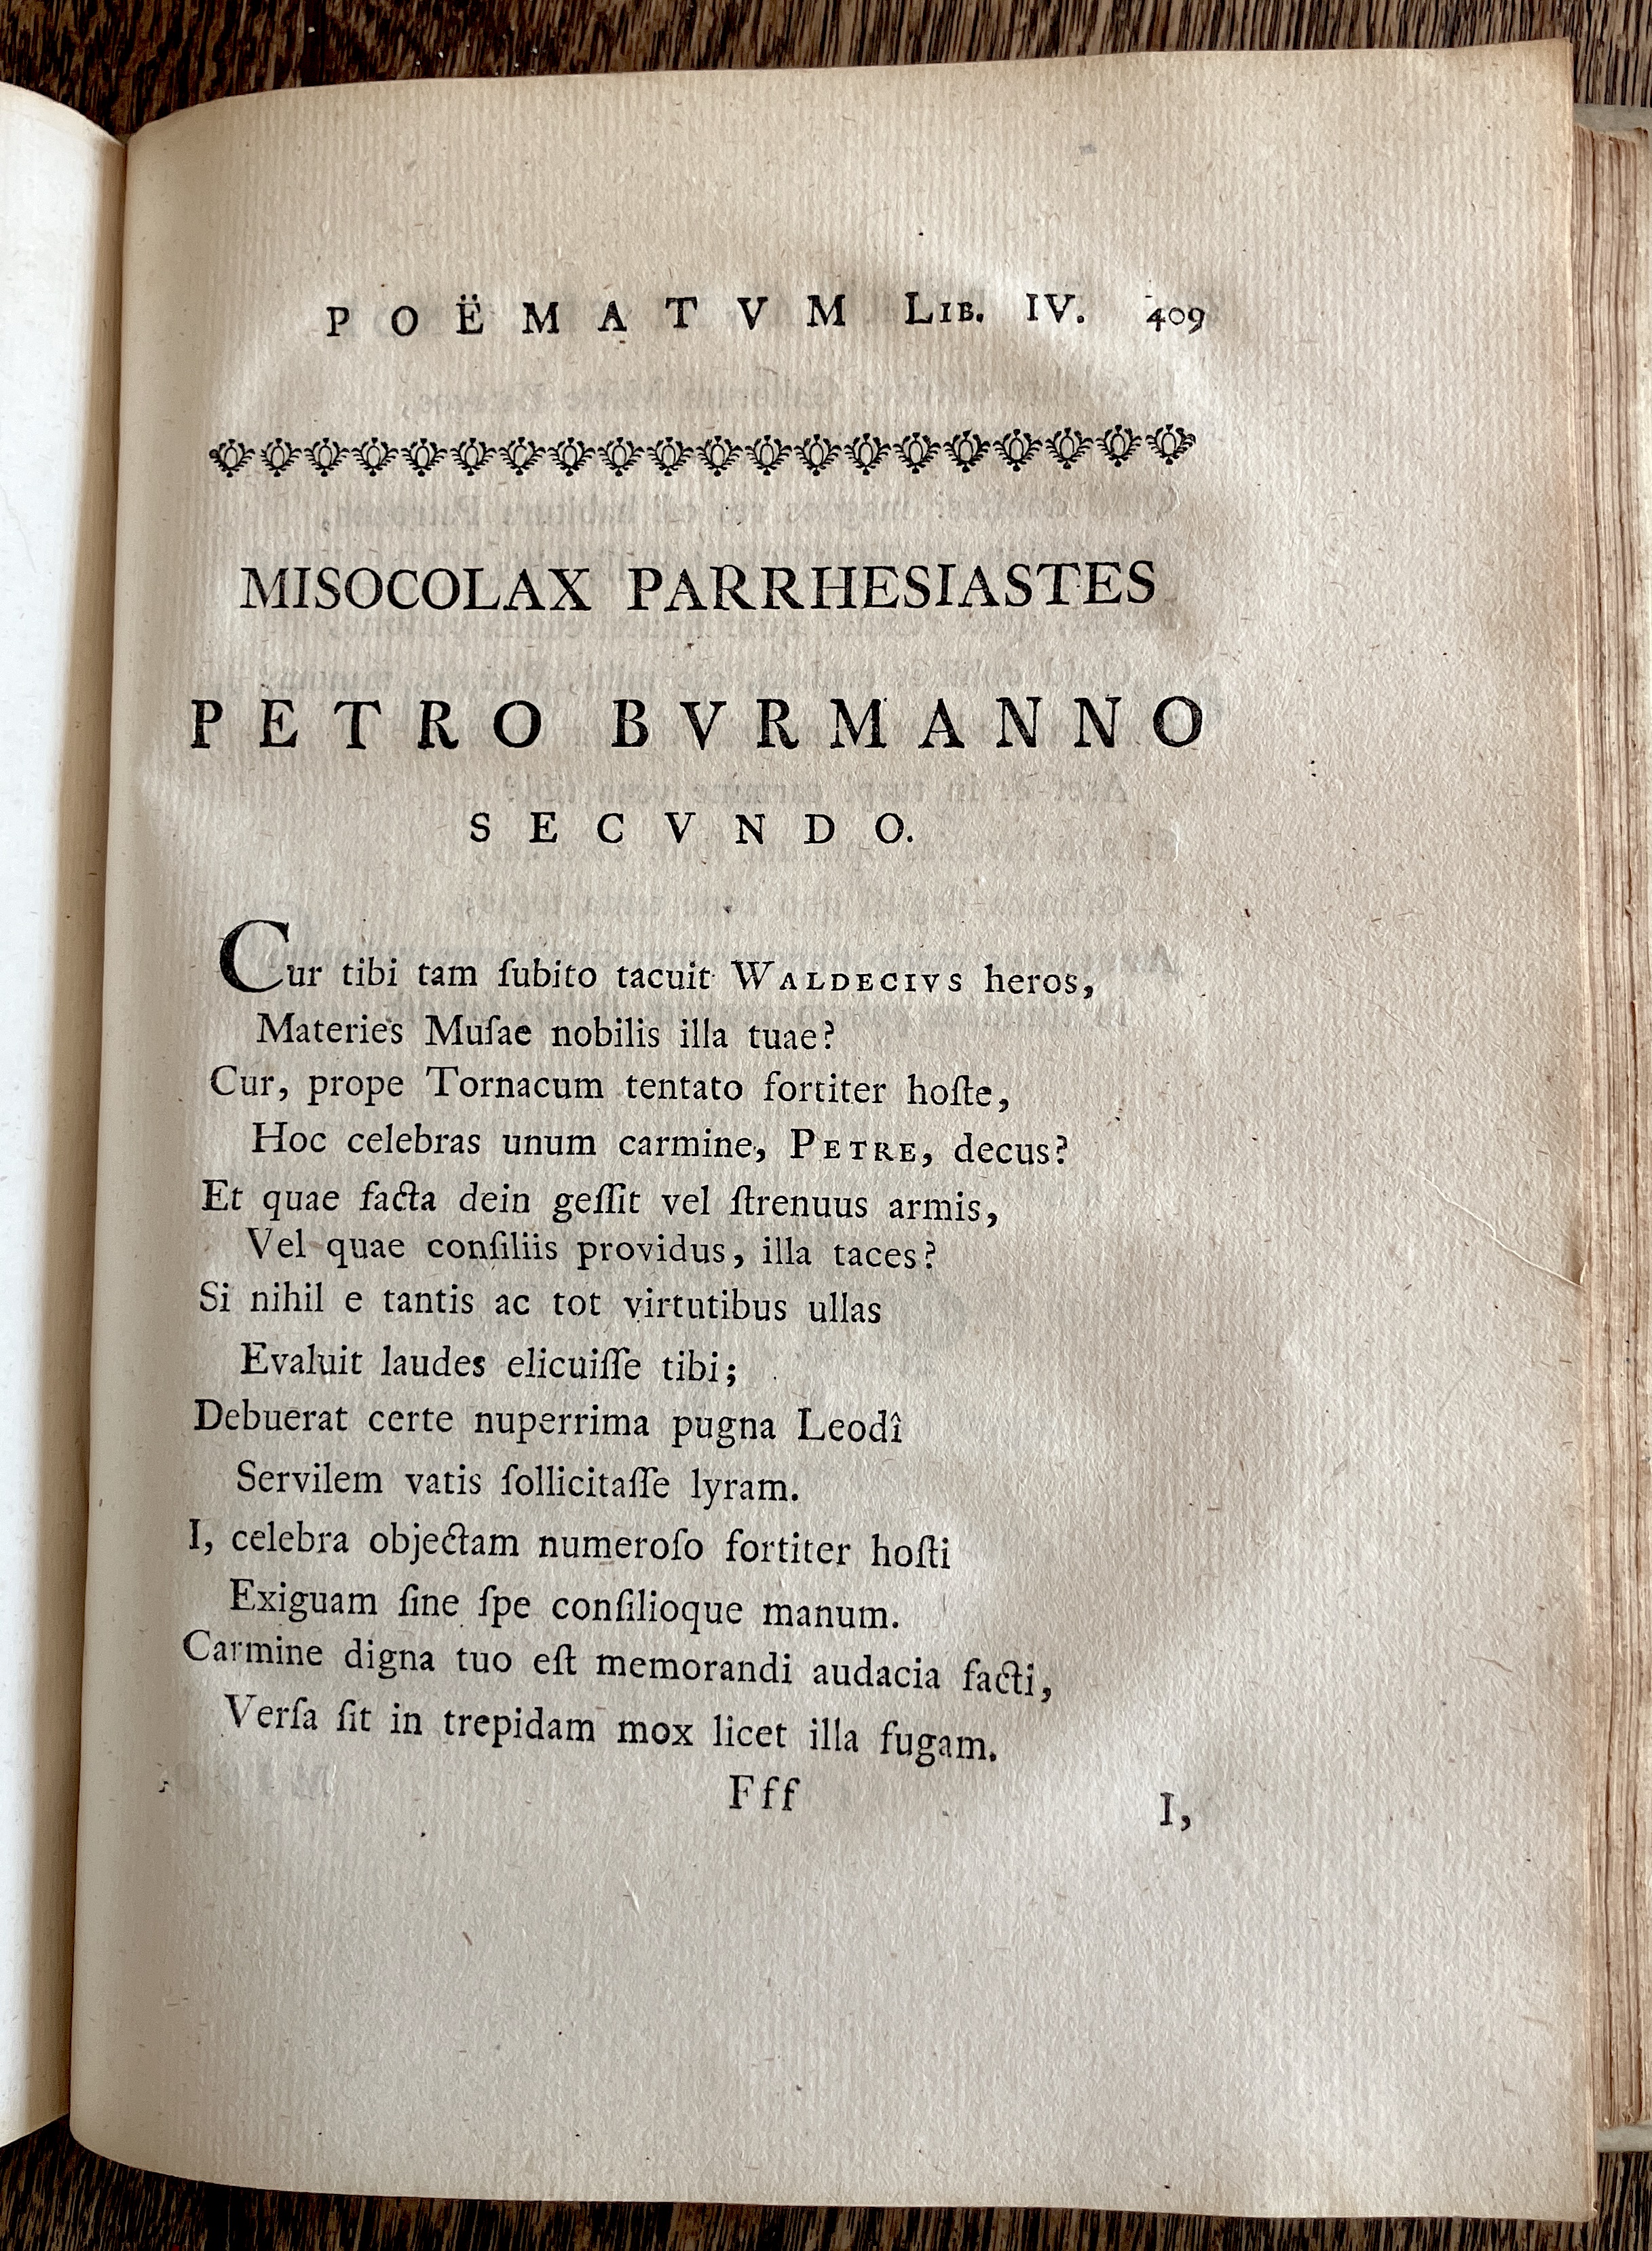 POËMATVM LIB. IV. 409
MISOCOLAX PARRHESIASTES
PETRO BVRMANNO
SECVNDO.
Cur tibi tam ſubito tacuit WALDECIVS heros,
Materies Muſae nobilis illa tuae?
Cur, prope Tornacum tentato fortiter hoſte,
Hoc celebras unum carmine, PETRE, decus?
Et quae facta dein geſſit vel ſtrenuus armis,
Vel quae conſiliis providus, illa taces?
Si nihil e tantis ac tot virtutibus ullas
Evaluit laudes elicuiſſe tibi;
Debuerat certe nuperrima pugna Leodî
Servilem vatis ſollicitaſſe lyram.
I, celebra objectam numeroſo fortiter hoſti
Exiguam ſine ſpe conſilioque manum.
Carmine digna tuo eſt memorandi audacia facti,
Verſa ſit in trepidam mox licet illa fugam.
Fff I,